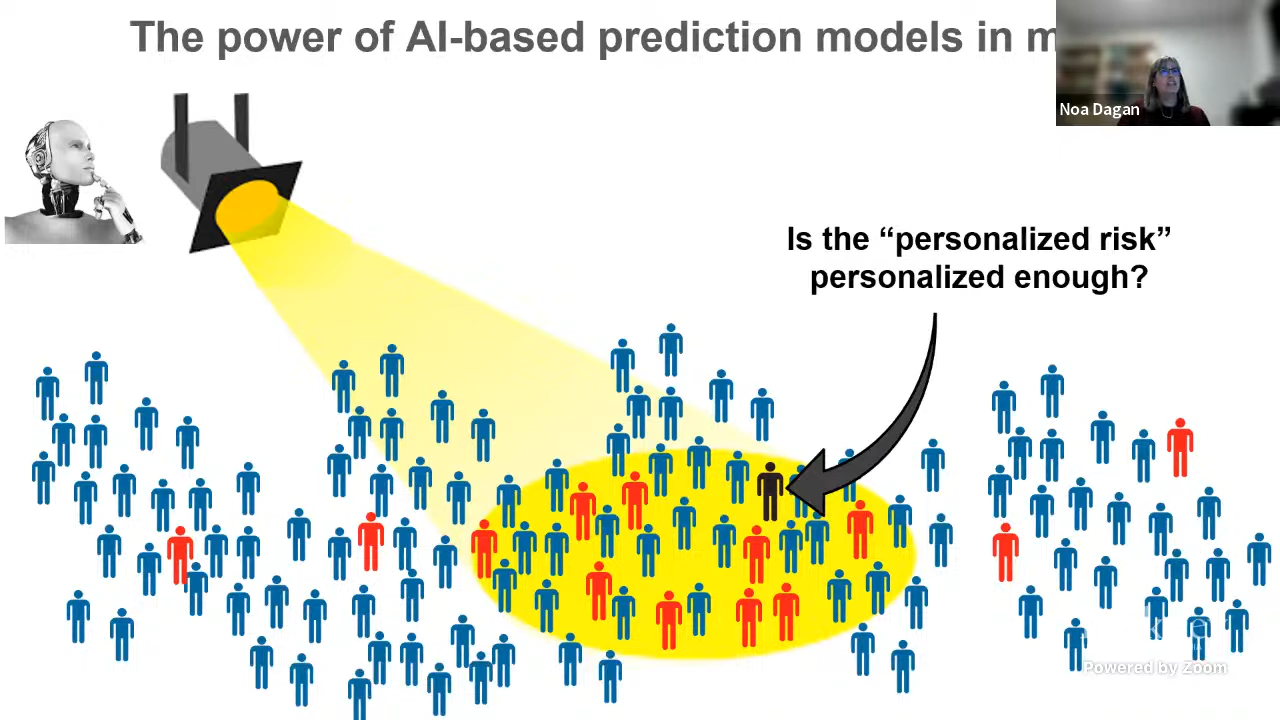 The power of AI-based prediction models in m
Noa Dagan
Is the “personalized risk”
personalized enough?
Powered by Zoom